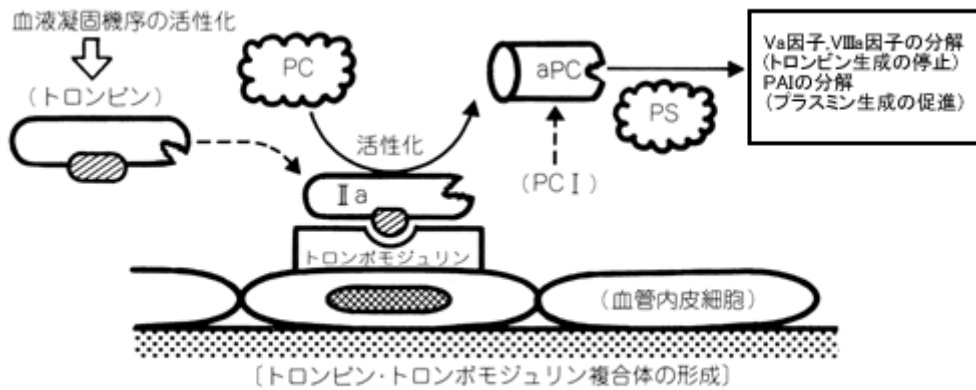 血液凝固機序の活性化
(トロンビン)
PC
aPC
PS
Va因子,Ⅷa因子の分解
(トロンビン生成の停止)
PAIの分解
(プラスミン生成の促進)
活性化
(PCI)
Ⅱa
トロンボモジュリン
(血管内皮細胞)
[トロンビン・トロンボモジュリン複合体の形成]